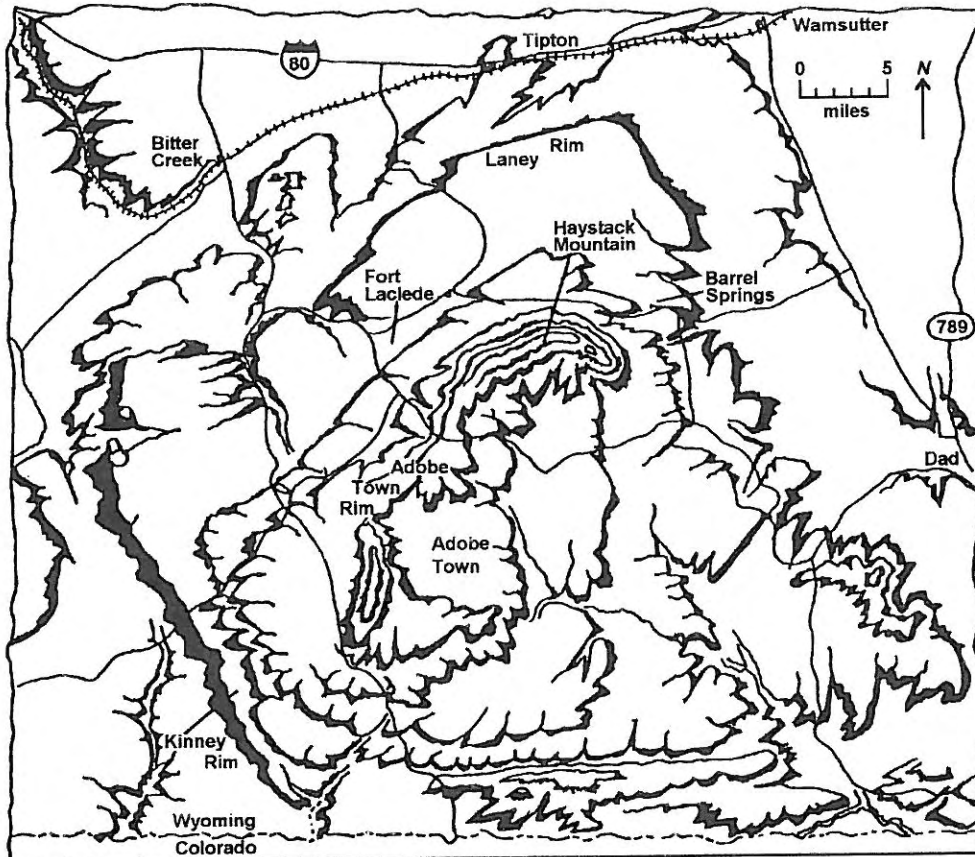 Wamsutter
Tipton
80
0 5
miles
N
Bitter
Creek
Laney Rim
Haystack
Mountain
Fort
Laclede
Barrel
Springs
789
Adobe
Town
Rim
Dad
Adobe
Town
Kinney
Rim
Wyoming
Colorado